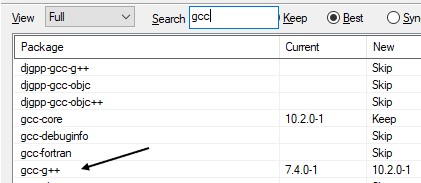 View Full Search gcc Keep Best Syn
Package Current New
djgpp-gcc-g++ Skip
djgpp-gcc-objc Skip
djgpp-gcc-objc++ Skip
gcc-core 10.2.0-1 Keep
gcc-debuginfo Skip
gcc-fortran Skip
gcc-g++ 7.4.0-1 10.2.0-1